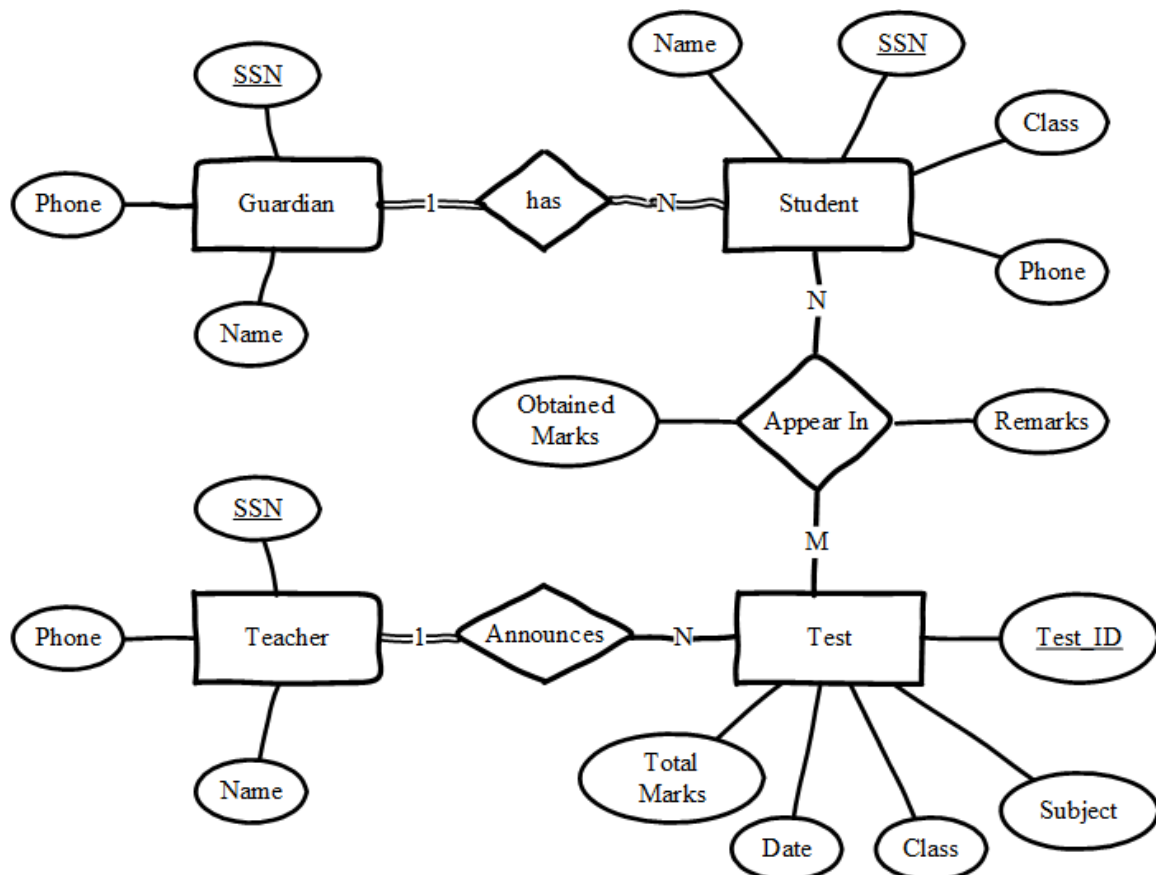 Name
SSN
SSN
Class
Phone
Guardian
1
has
N
Student
Phone
Name
N
Obtained
Marks
Appear In
Remarks
SSN
M
Phone
Teacher
1
Announces
N
Test
Test_ID
Name
Total
Marks
Subject
Date
Class